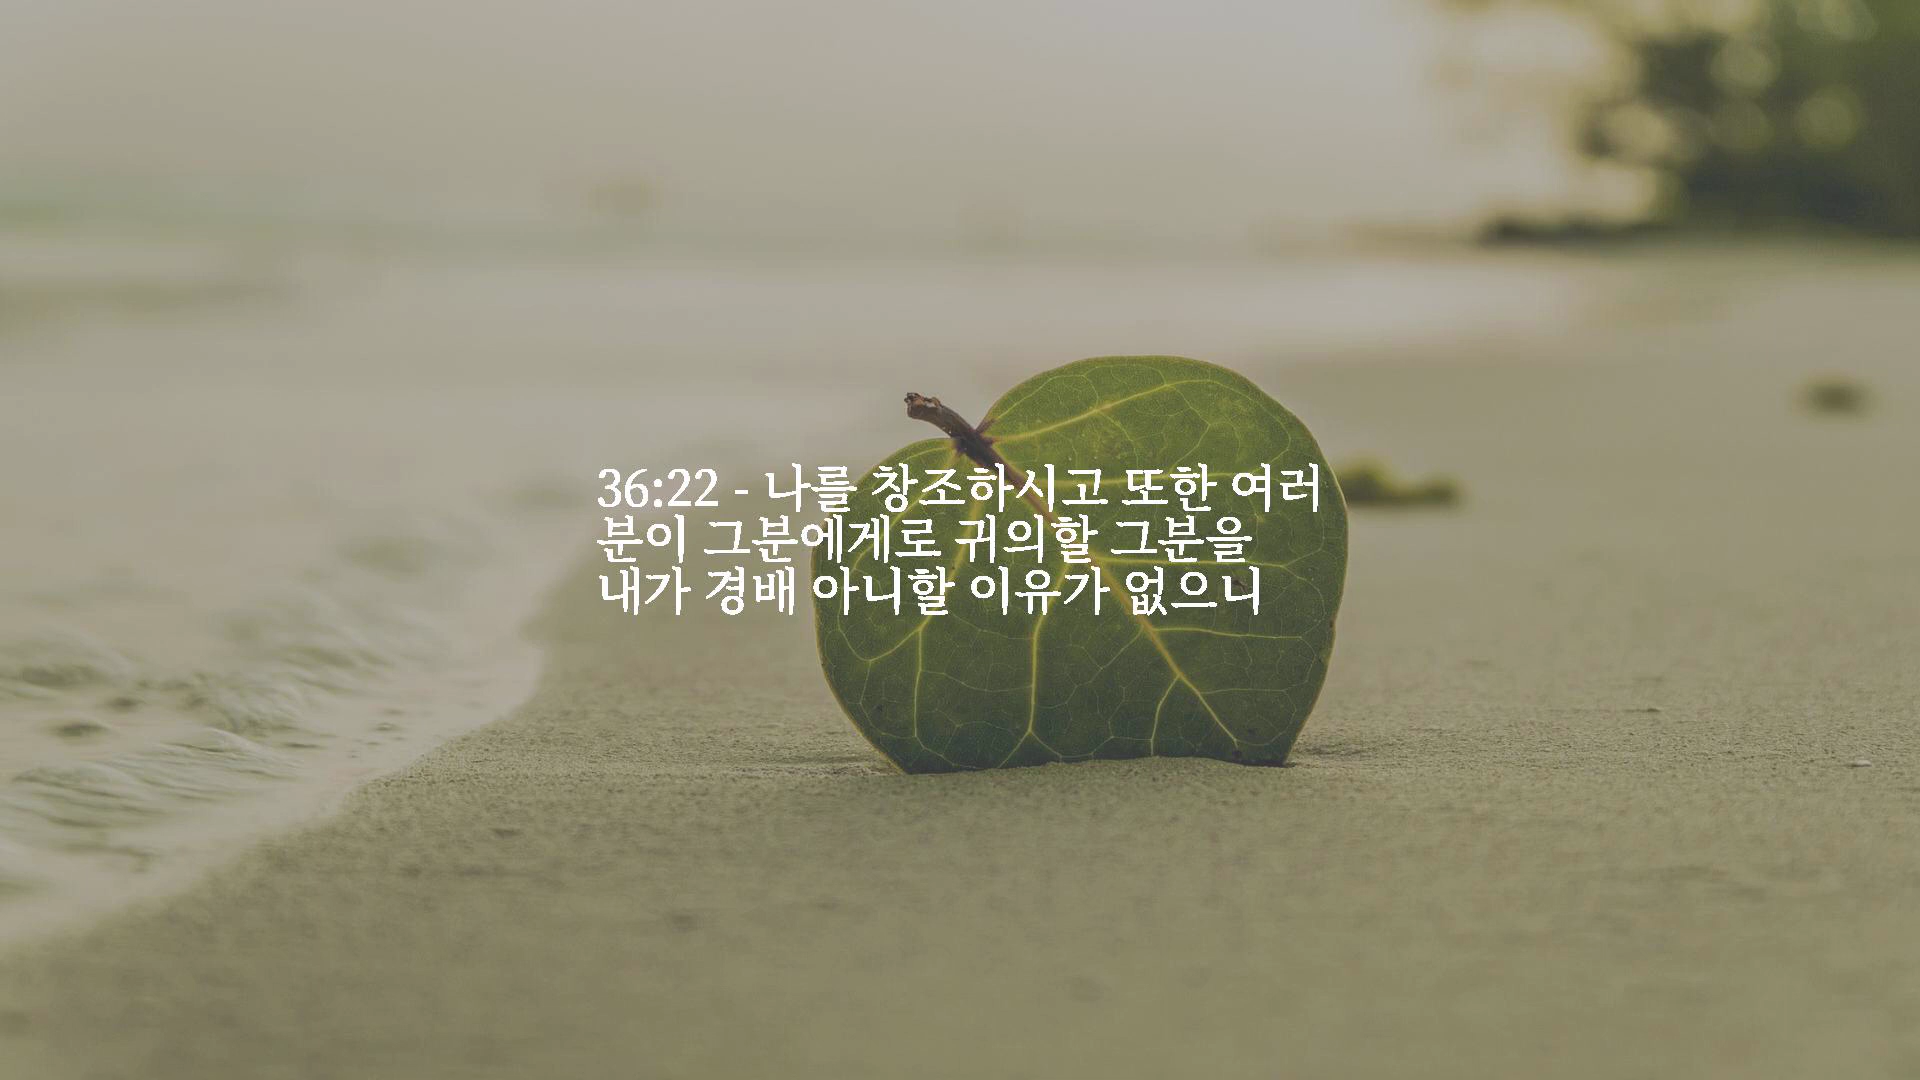 36:22 - 나를 창조하시고 또한 여러
분이 그분에게로 귀의할 그분을
내가 경배 아니할 이유가 없으니